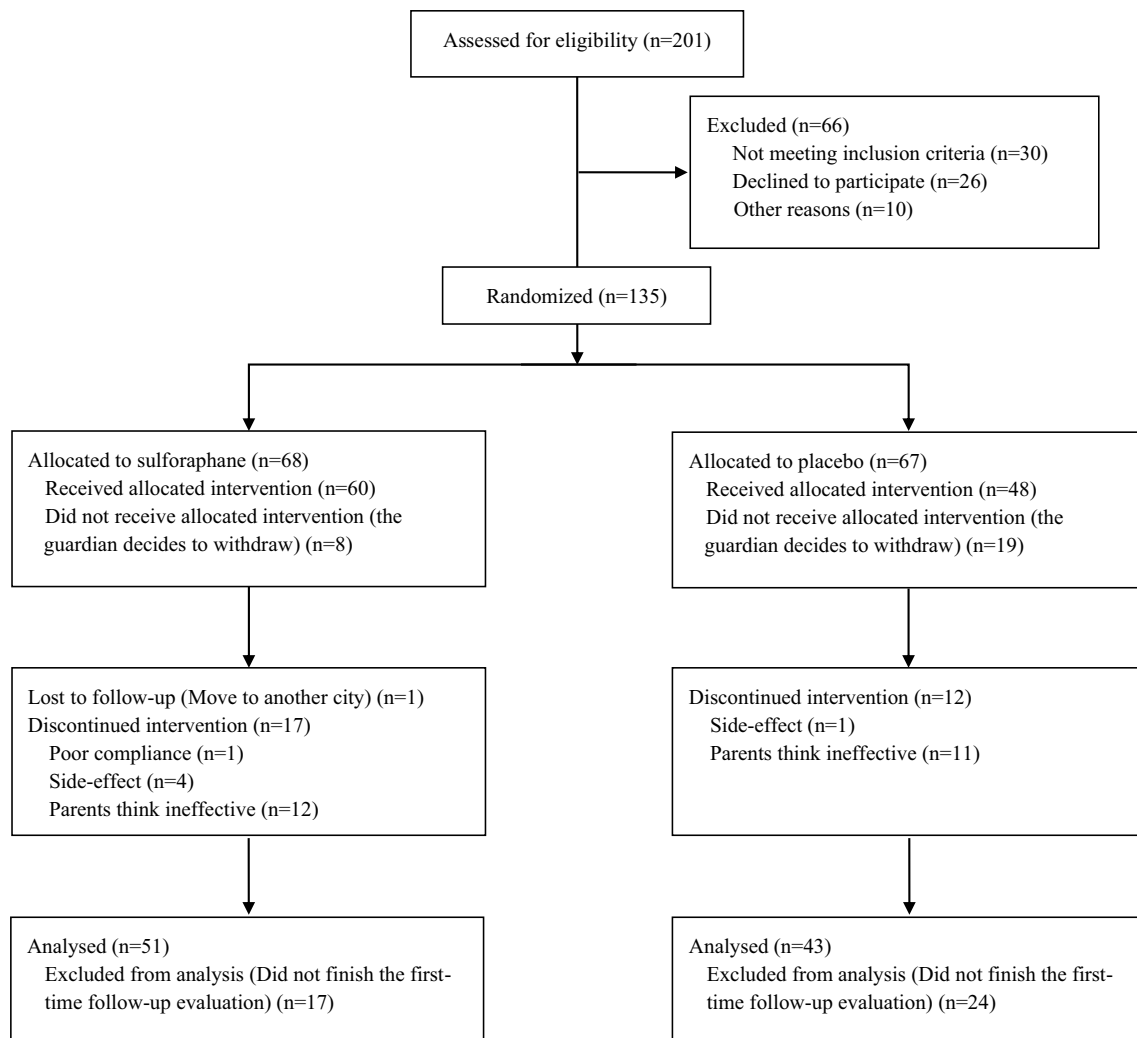 Assessed for eligibility (n=201)
Excluded (n=66)
Not meeting inclusion criteria (n=30)
Declined to participate (n=26)
Other reasons (n=10)
Randomized (n=135)
Allocated to sulforaphane (n=68)
Received allocated intervention (n=60)
Did not receive allocated intervention (the
guardian decides to withdraw) (n=8)
Allocated to placebo (n=67)
Received allocated intervention (n=48)
Did not receive allocated intervention (the
guardian decides to withdraw) (n=19)
Lost to follow-up (Move to another city) (n=1)
Discontinued intervention (n=17)
Poor compliance (n=1)
Side-effect (n=4)
Parents think ineffective (n=12)
Discontinued intervention (n=12)
Side-effect (n=1)
Parents think ineffective (n=11)
Analysed (n=51)
Excluded from analysis (Did not finish the first-
time follow-up evaluation) (n=17)
Analysed (n=43)
Excluded from analysis (Did not finish the first-
time follow-up evaluation) (n=24)